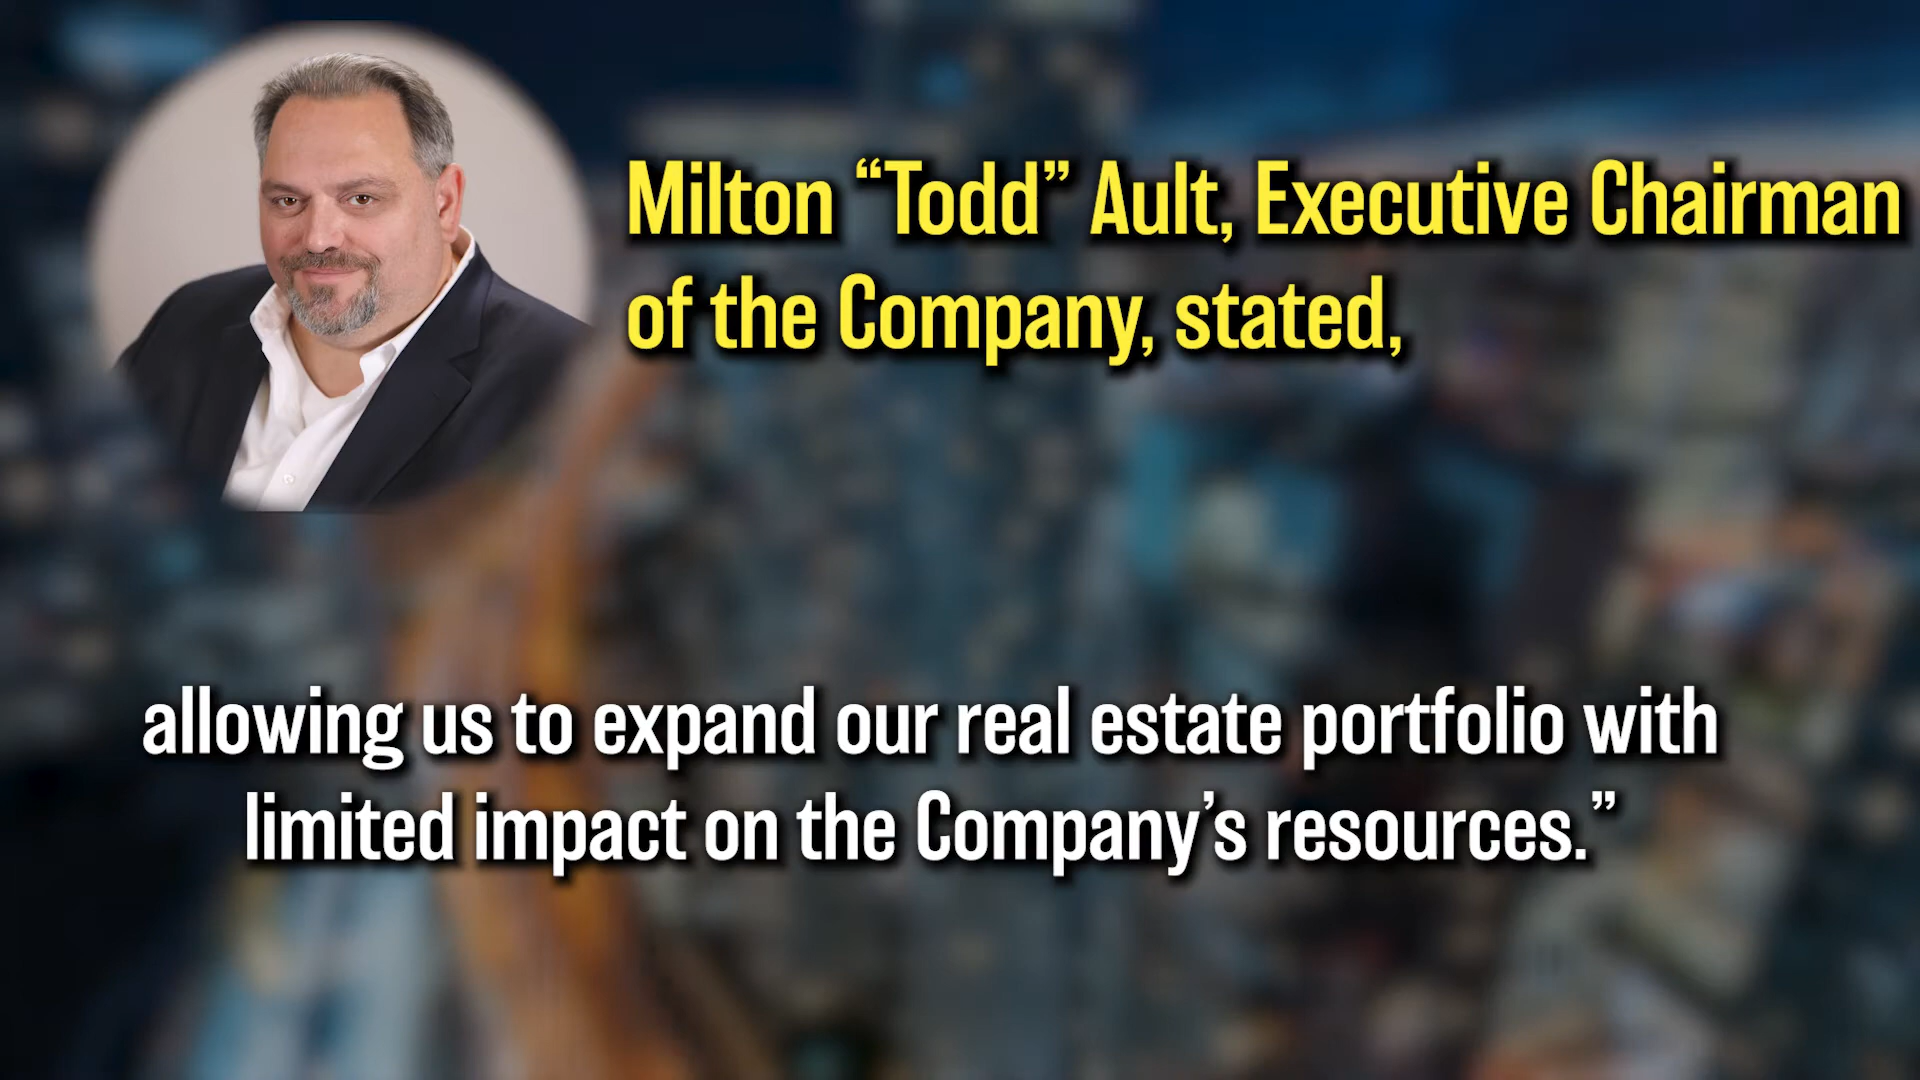 Milton “Todd” Ault, Executive Chairman
of the Company, stated,
allowing us to expand our real estate portfolio with
limited impact on the Company’s resources.”